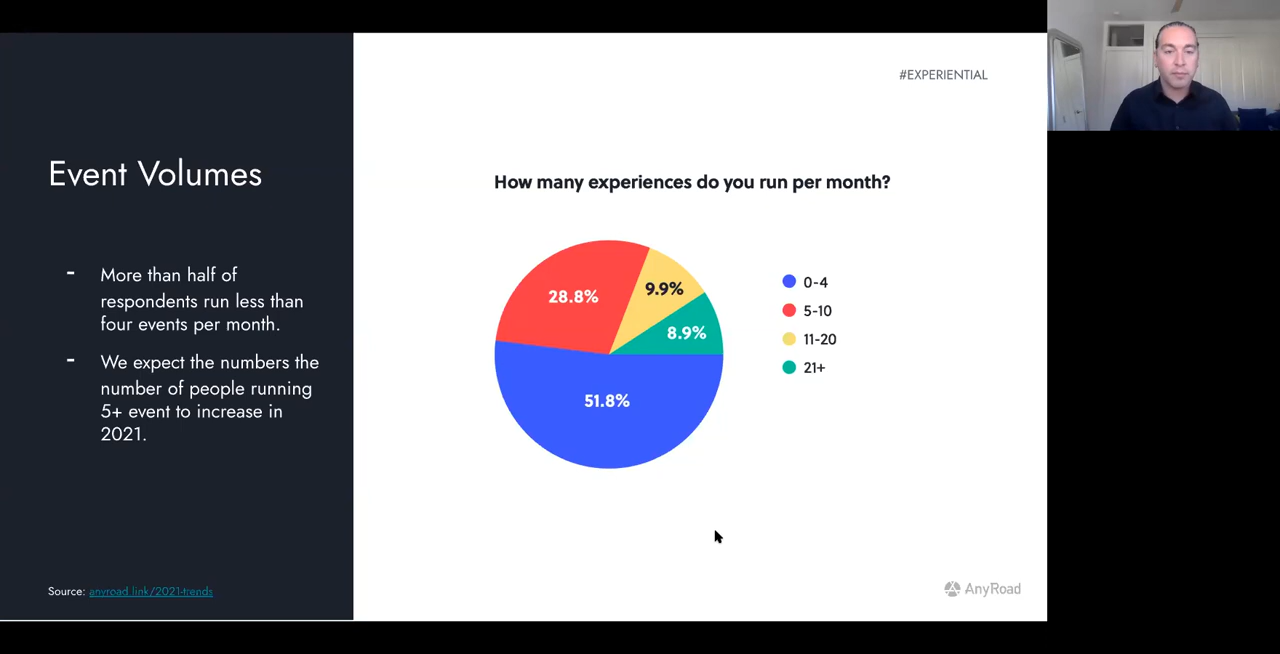 #EXPERIENTIAL
Event Volumes
- More than half of
respondents run less than
four events per month.
- We expect the numbers the
number of people running
5+ event to increase in
2021.
Source: anyroad.link/2021-trends
How many experiences do you run per month?
28.8%
9.9%
8.9%
51.8%
0-4
5-10
11-20
21+
AnyRoad